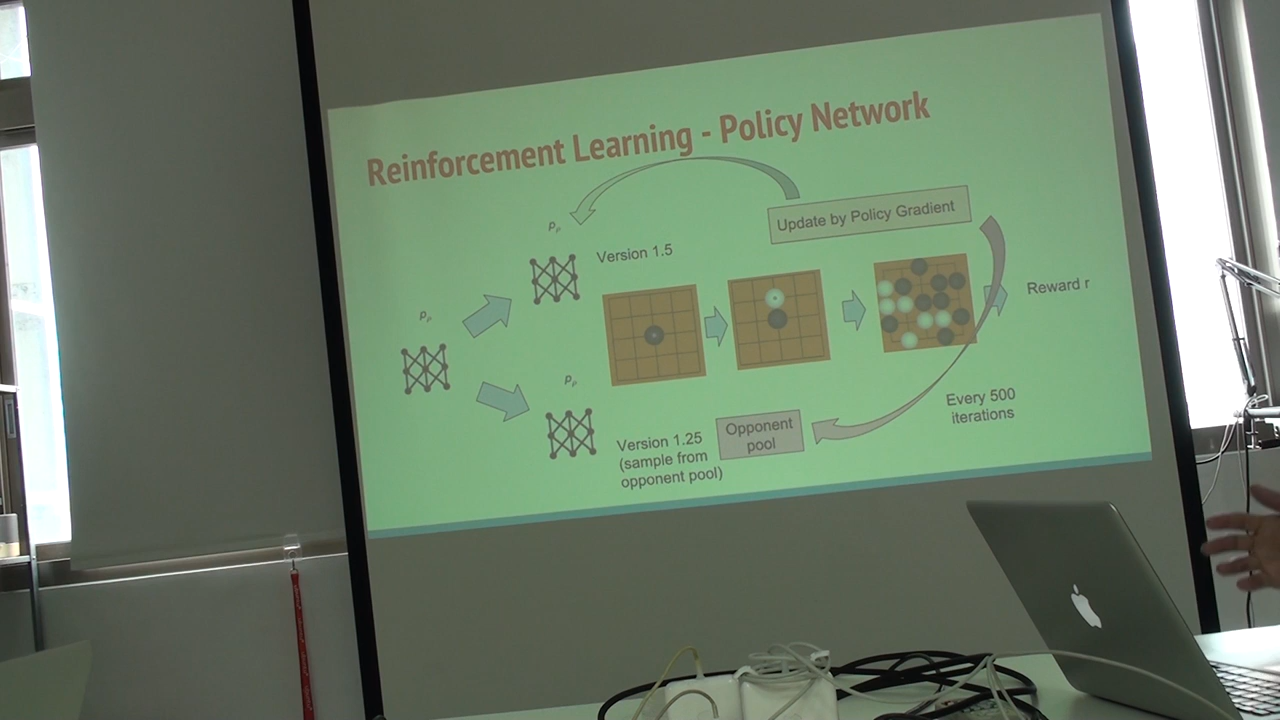 Reinforcement Learning - Policy Network
Update by Policy Gradient
Version 1.5
Reward r
Every 500
iterations
Opponent
pool
Version 1.25
(sample from
opponent pool)